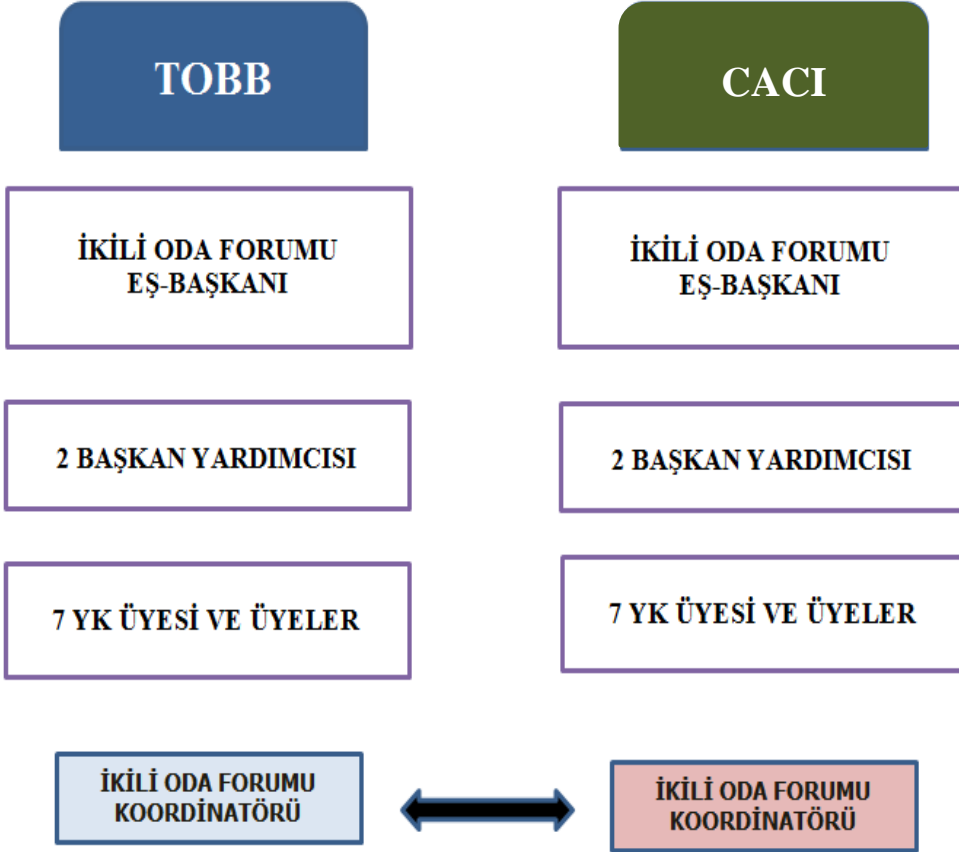 TOBB
CACI
İKİLİ ODA FORUMU
EŞ-BAŞKANI
İKİLİ ODA FORUMU
EŞ-BAŞKANI
2 BAŞKAN YARDIMCISI
2 BAŞKAN YARDIMCISI
7 YK ÜYESİ VE ÜYELER
7 YK ÜYESİ VE ÜYELER
İKİLİ ODA FORUMU
KOORDİNATÖRÜ
İKİLİ ODA FORUMU
KOORDİNATÖRÜ